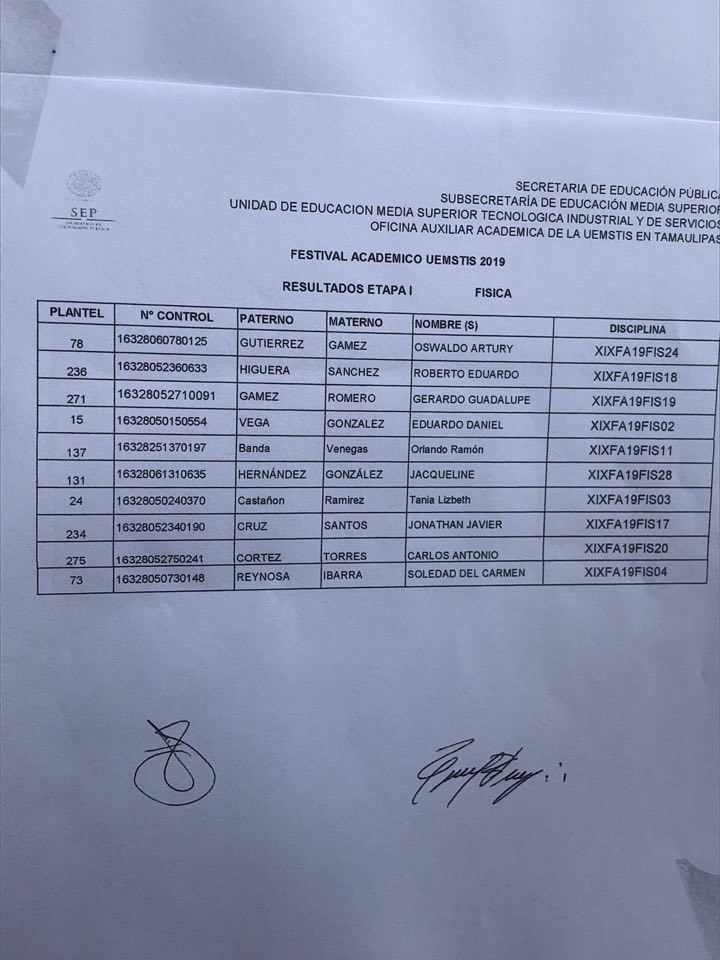 SEP
SECRETARIA DE EDUCACIÓN PÚBLICA
SUBSECRETARÍA DE EDUCACIÓN MEDIA SUPERIOR
UNIDAD DE EDUCACION MEDIA SUPERIOR TECNOLOGICA INDUSTRIAL Y DE SERVICIOS
OFICINA AUXILIAR ACADEMICA DE LA UEMSTIS EN TAMAULIPAS
FESTIVAL ACADEMICO UEMSTIS 2019
RESULTADOS ETAPA I FISICA
PLANTEL Nº CONTROL PATERNO MATERNO NOMBRE (S) DISCIPLINA
78 16328060780125 GUTIERREZ GAMEZ OSWALDO ARTURY XIXFA19FIS24
236 16328052360633 HIGUERA SANCHEZ ROBERTO EDUARDO XIXFA19FIS18
271 16328052710091 GAMEZ ROMERO GERARDO GUADALUPE XIXFA19FIS19
15 16328050150554 VEGA GONZALEZ EDUARDO DANIEL XIXFA19FIS02
137 16328251370197 Banda Venegas Orlando Ramón XIXFA19FIS11
131 16328061310635 HERNÁNDEZ GONZÁLEZ JACQUELINE XIXFA19FIS28
24 16328050240370 Castañon Ramirez Tania Lizbeth XIXFA19FIS03
234 16328052340190 CRUZ SANTOS JONATHAN JAVIER XIXFA19FIS17
275 16328052750241 CORTEZ TORRES CARLOS ANTONIO XIXFA19FIS20
73 16328050730148 REYNOSA IBARRA SOLEDAD DEL CARMEN XIXFA19FIS04